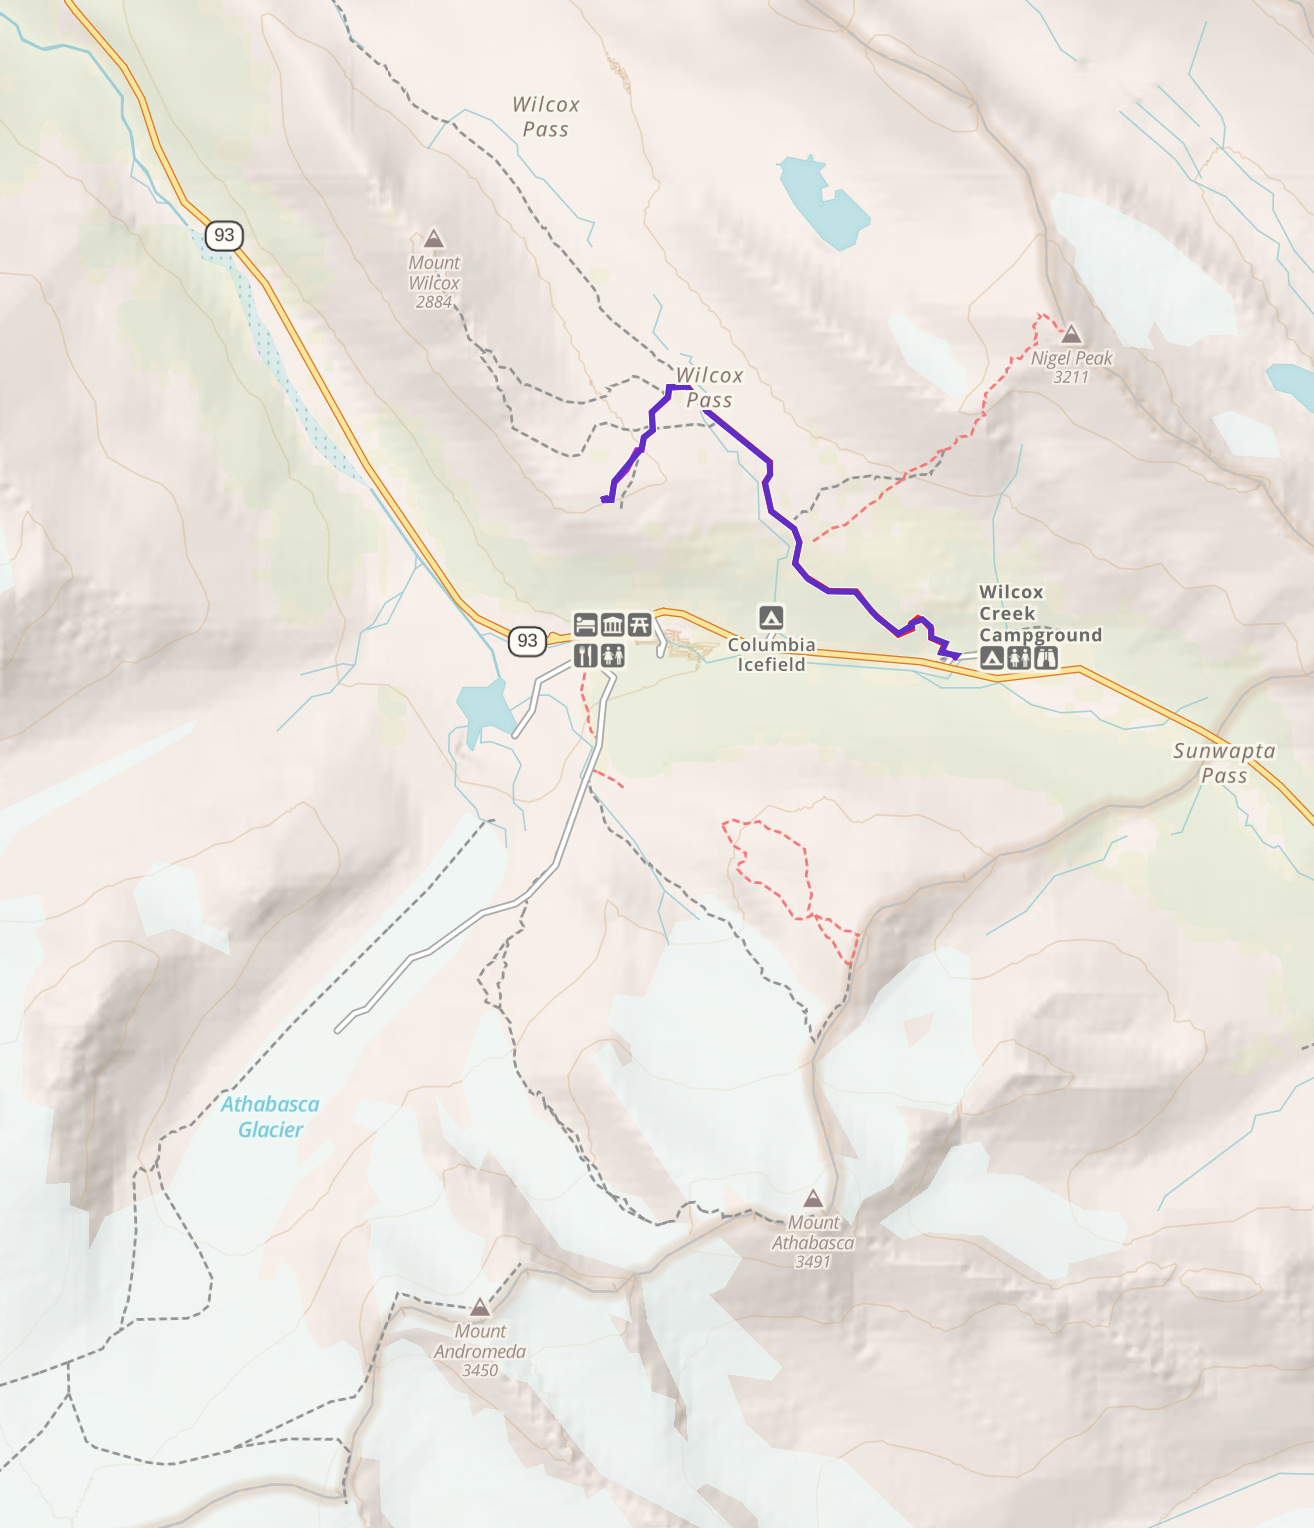 Wilcox
Pass
93
Mount
Wilcox
2884
Nigel Peak
3211
Wilcox
Pass
Wilcox
Creek
Campground
93
Columbia
Icefield
Sunwapta
Pass
Athabasca
Glacier
Mount
Athabasca
3491
Mount
Andromeda
3450